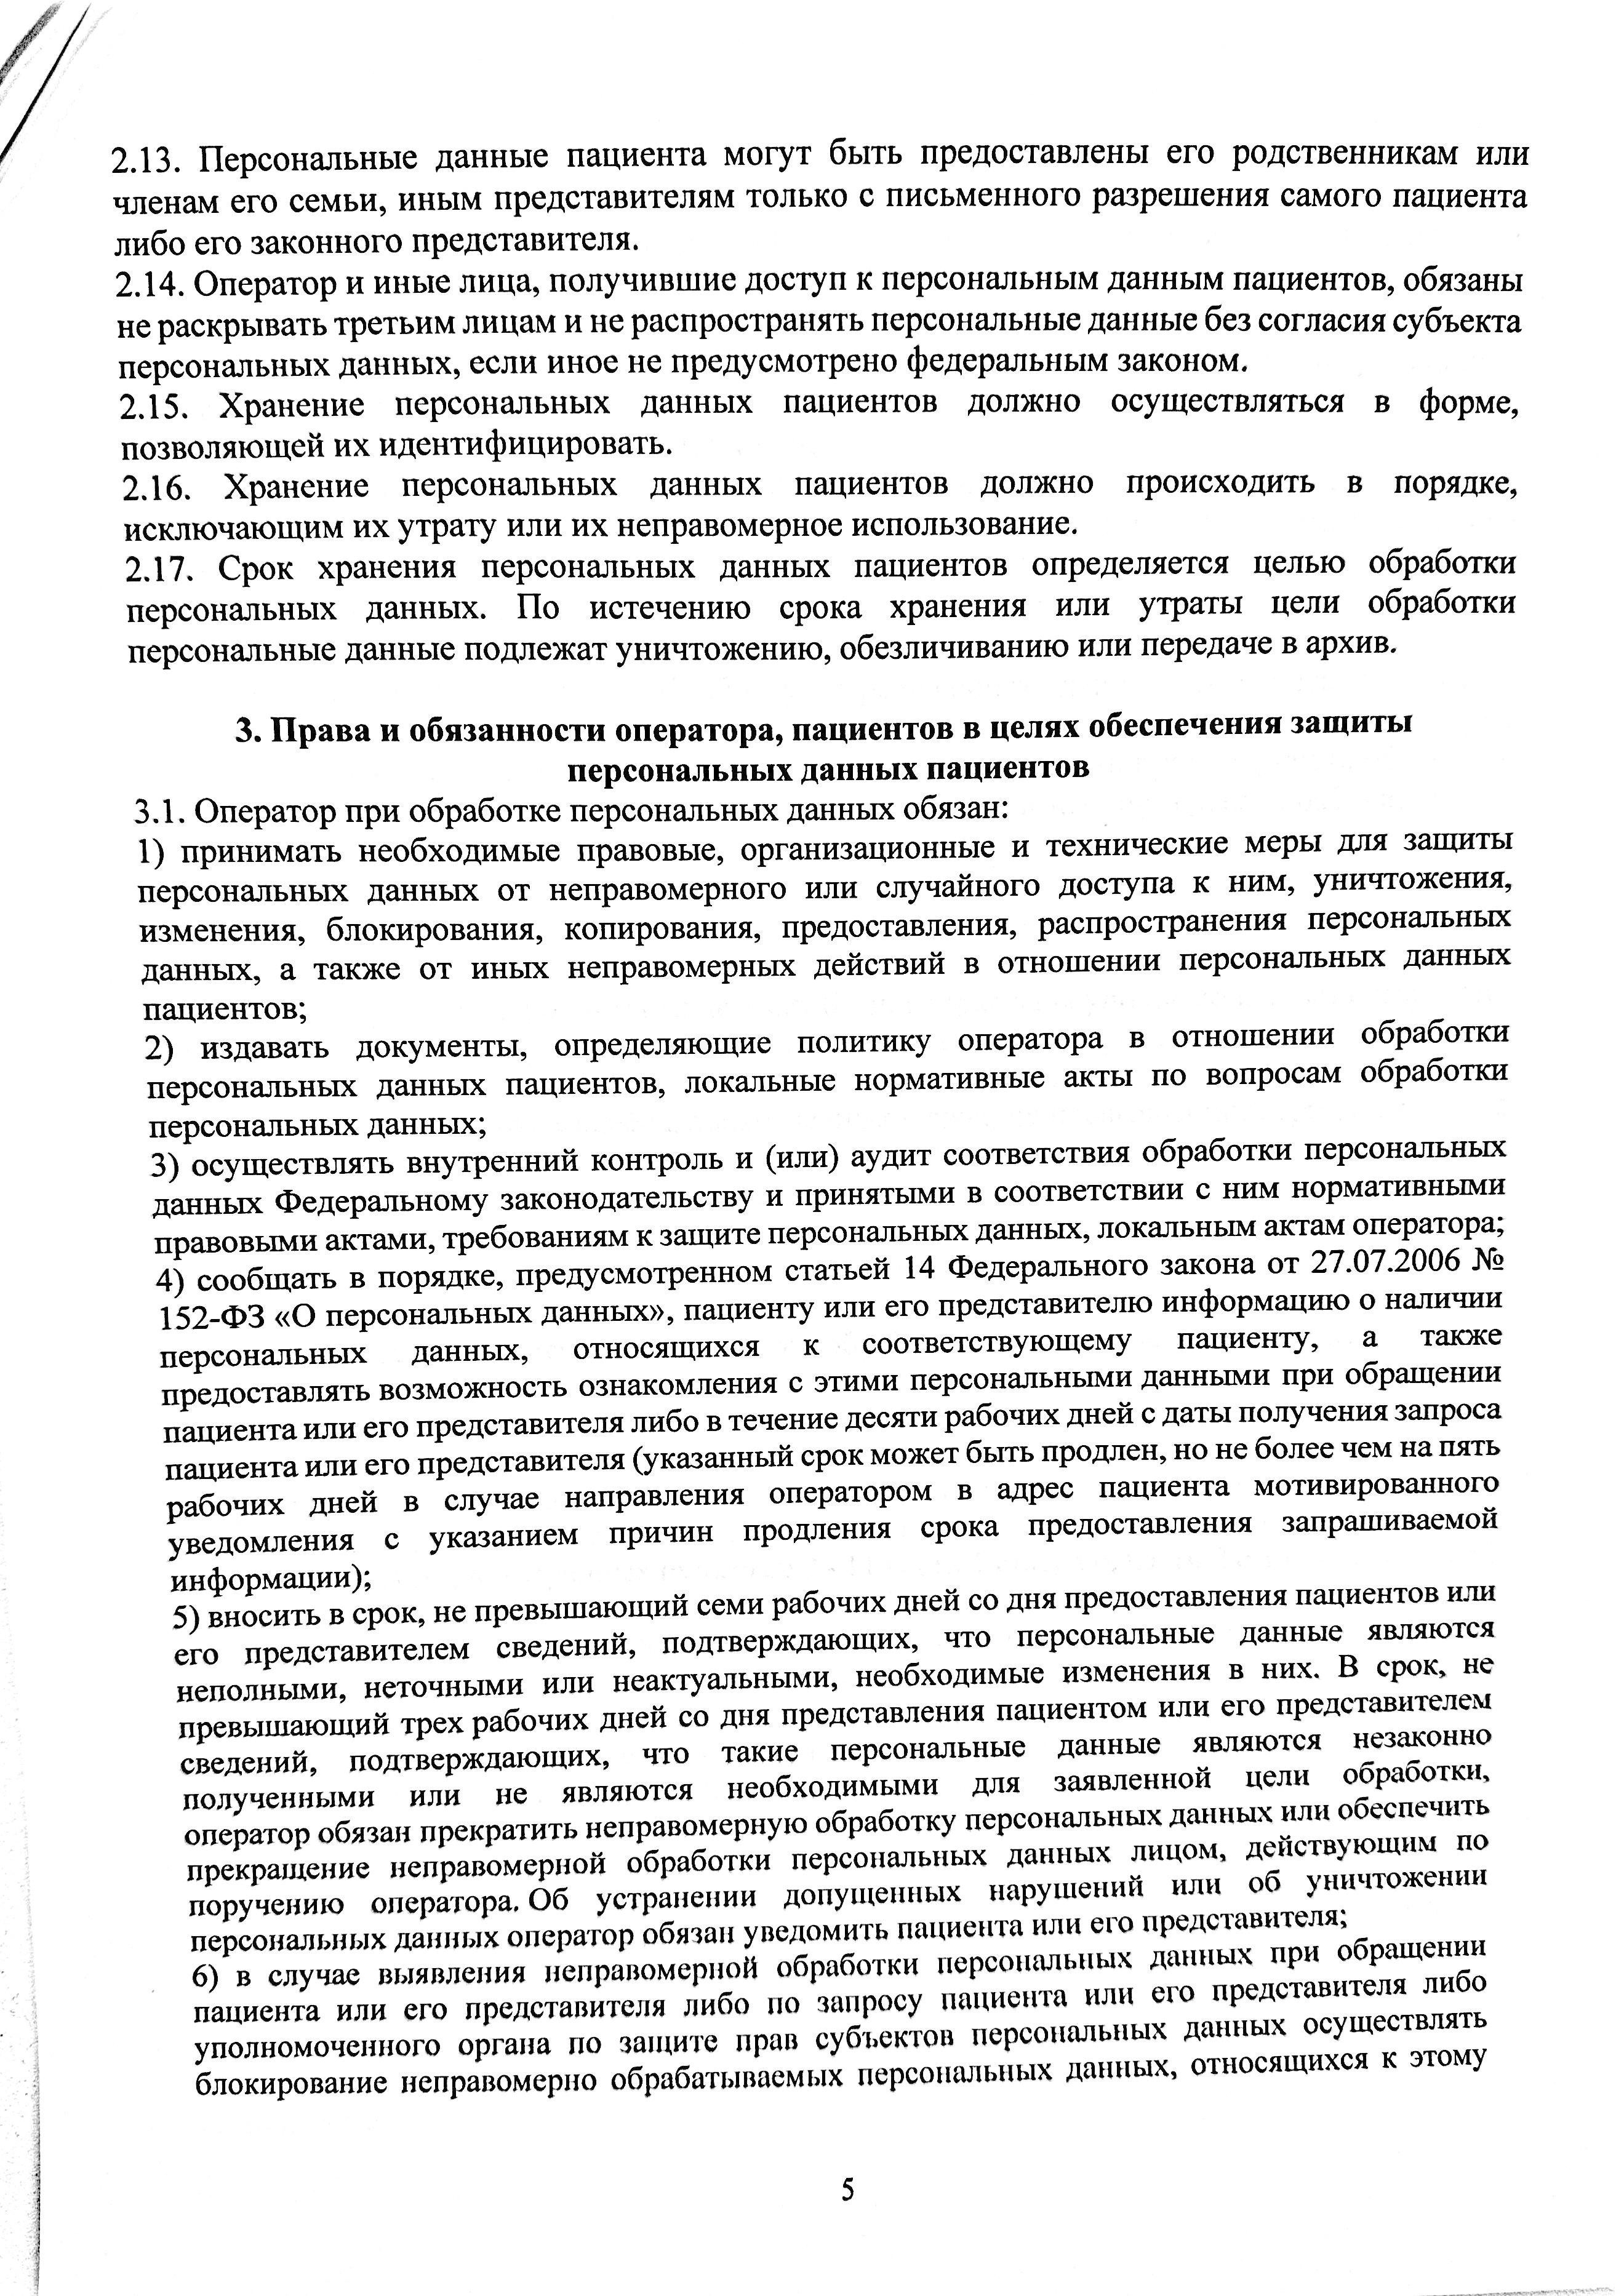 2.13. Персональные данные пациента могут быть предоставлены его родственникам или
членам его семьи, иным представителям только с письменного разрешения самого пациента
либо его законного представителя.
2.14. Оператор и иные лица, получившие доступ к персональным данным пациентов, обязаны
не раскрывать третьим лицам и не распространять персональные данные без согласия субъекта
персональных данных, если иное не предусмотрено федеральным законом.
2.15. Хранение персональных данных пациентов должно осуществляться в форме,
позволяющей их идентифицировать.
2.16. Хранение персональных данных пациентов должно происходить в порядке,
исключающим их утрату или их неправомерное использование.
2.17. Срок хранения персональных данных пациентов определяется целью обработки
персональных данных. По истечению срока хранения или утраты цели обработки
персональные данные подлежат уничтожению, обезличиванию или передаче в архив.
3. Права и обязанности оператора, пациентов в целях обеспечения защиты
персональных данных пациентов
3.1. Оператор при обработке персональных данных обязан:
1) принимать необходимые правовые, организационные и технические меры для защиты
персональных данных от неправомерного или случайного доступа к ним, уничтожения,
изменения, блокирования, копирования, предоставления, распространения персональных
данных, а также от иных неправомерных действий в отношении персональных данных
пациентов;
2) издавать документы, определяющие политику оператора в отношении обработки
персональных данных пациентов, локальные нормативные акты по вопросам обработки
персональных данных;
3) осуществлять внутренний контроль и (или) аудит соответствия обработки персональных
данных Федеральному законодательству и принятыми в соответствии с ним нормативными
правовыми актами, требованиям к защите персональных данных, локальным актам оператора;
4) сообщать в порядке, предусмотренном статьей 14 Федерального закона от 27.07.2006 №
152-ФЗ «О персональных данных», пациенту или его представителю информацию о наличии
персональных данных, относящихся к соответствующему пациенту, а также
предоставлять возможность ознакомления с этими персональными данными при обращении
пациента или его представителя либо в течение десяти рабочих дней с даты получения запроса
пациента или его представителя (указанный срок может быть продлен, но не более чем на пять
рабочих дней в случае направления оператором в адрес пациента мотивированного
уведомления с указанием причин продления срока предоставления запрашиваемой
информации);
5) вносить в срок, не превышающий семи рабочих дней со дня предоставления пациентов или
его представителем сведений, подтверждающих, что персональные данные являются
неполными, неточными или неактуальными, необходимые изменения в них. В срок, не
превышающий трех рабочих дней со дня представления пациентом или его представителем
сведений, подтверждающих, что такие персональные данные являются незаконно
полученными или не являются необходимыми для заявленной цели обработки,
оператор обязан прекратить неправомерную обработку персональных данных или обеспечить
прекращение неправомерной обработки персональных данных лицом, действующим по
поручению оператора. Об устранении допущенных нарушений или об уничтожении
персональных данных оператор обязан уведомить пациента или его представителя;
6) в случае выявления неправомерной обработки персональных данных при обращении
пациента или его представителя либо по запросу пациента или его представителя либо
уполномоченного органа по защите прав субъектов персональных данных осуществлять
блокирование неправомерно обрабатываемых персональных данных, относящихся к этому
5